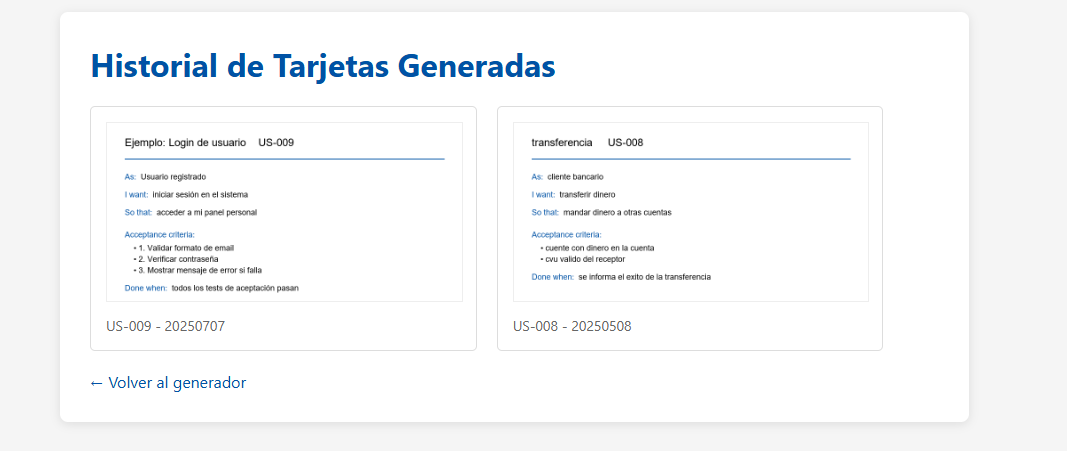 Historial de Tarjetas Generadas
Ejemplo: Login de usuario US-009
As: Usuario registrado
I want: iniciar sesión en el sistema
So that: acceder a mi panel personal
Acceptance criteria:
• 1. Validar formato de email
• 2. Verificar contraseña
• 3. Mostrar mensaje de error si falla
Done when: todos los tests de aceptación pasan
US-009 - 20250707
transferencia US-008
As: cliente bancario
I want: transferir dinero
So that: mandar dinero a otras cuentas
Acceptance criteria:
• cuente con dinero en la cuenta
• cvu valido del receptor
Done when: se informa el exito de la transferencia
US-008 - 20250508
← Volver al generador